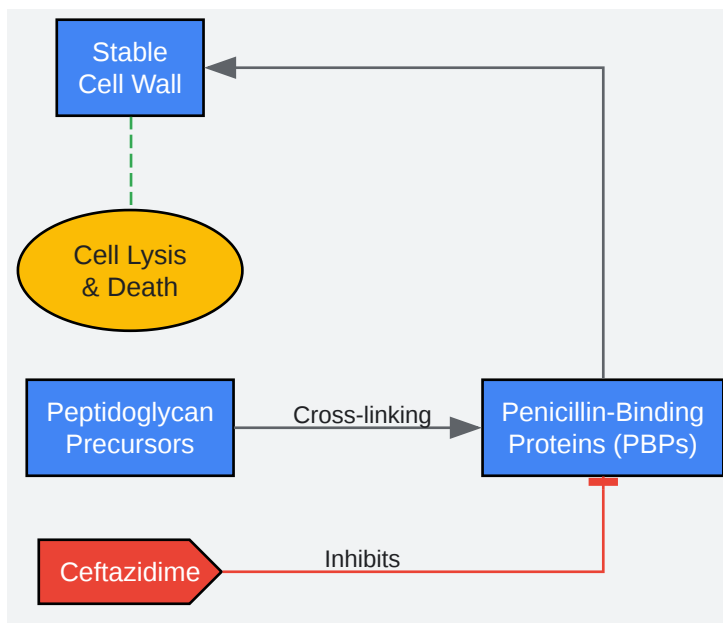 Stable
Cell Wall
Cell Lysis
& Death
Peptidoglycan
Precursors
Cross-linking
Penicillin-Binding
Proteins (PBPs)
Ceftazidime
Inhibits